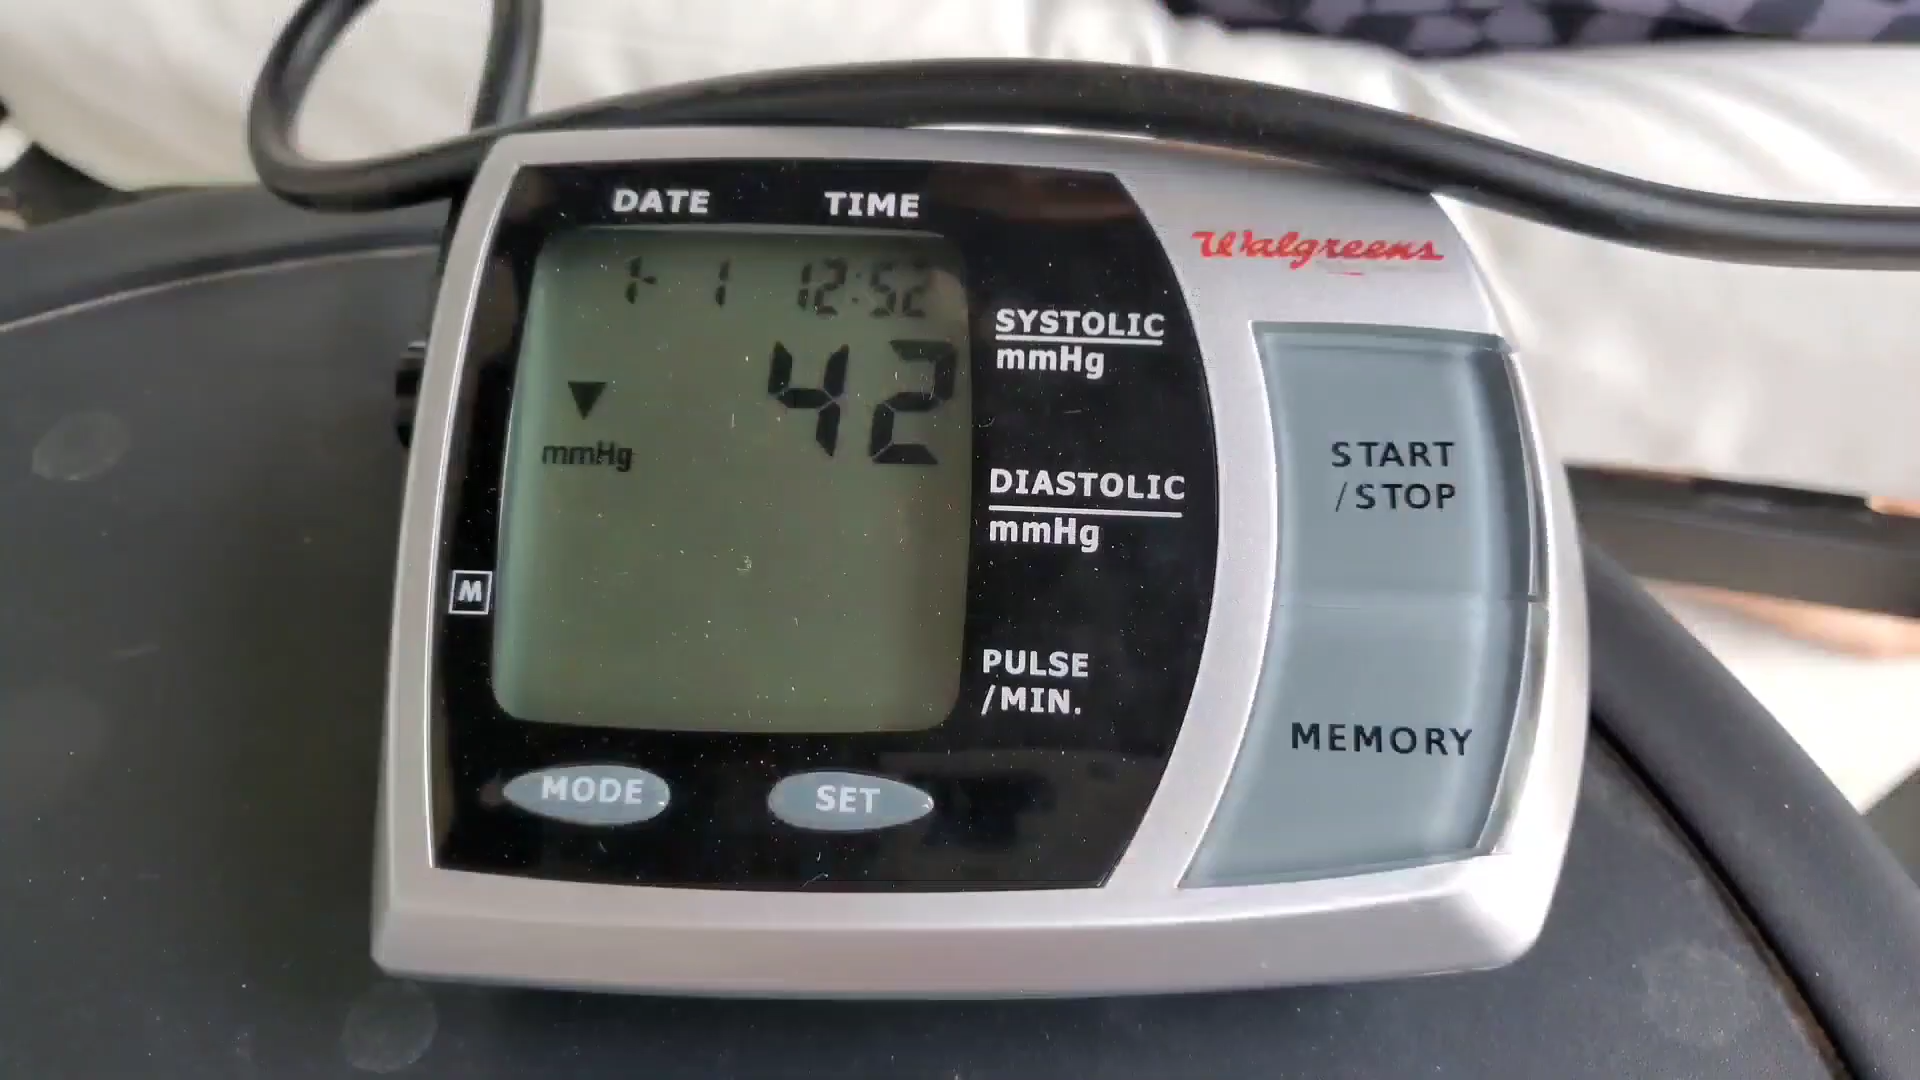 DATE TIME
1- 1 12:52
Walgreens
42
SYSTOLIC
mmHg
mmHg
START
/STOP
DIASTOLIC
mmHg
M
PULSE
/MIN.
MEMORY
MODE SET